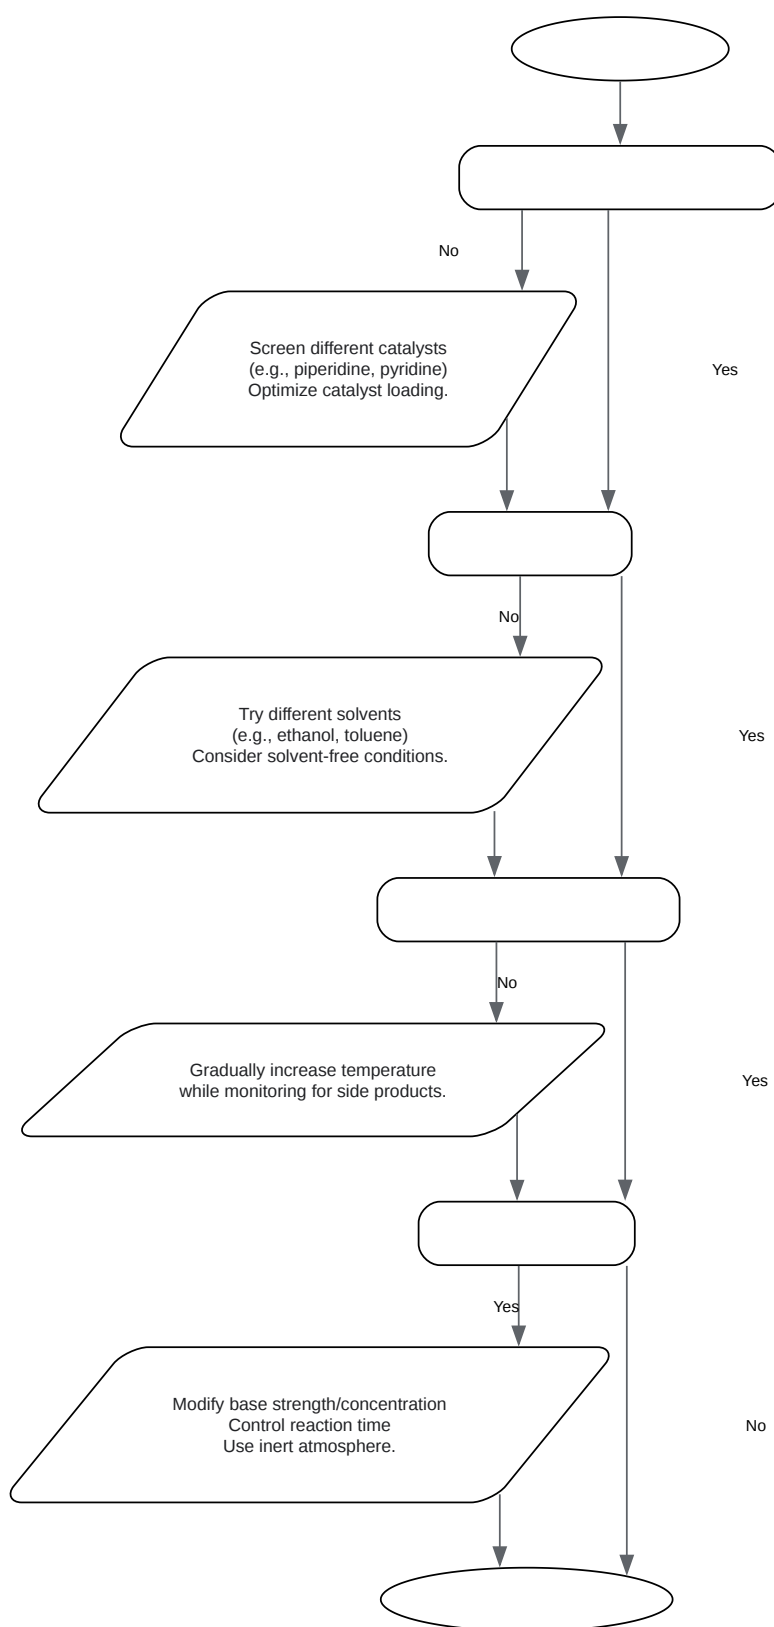 No
Screen different catalysts
(e.g., piperidine, pyridine)
Optimize catalyst loading.
Yes
No
Try different solvents
(e.g., ethanol, toluene)
Consider solvent-free conditions.
Yes
No
Gradually increase temperature
while monitoring for side products.
Yes
Yes
Modify base strength/concentration
Control reaction time
Use inert atmosphere.
No